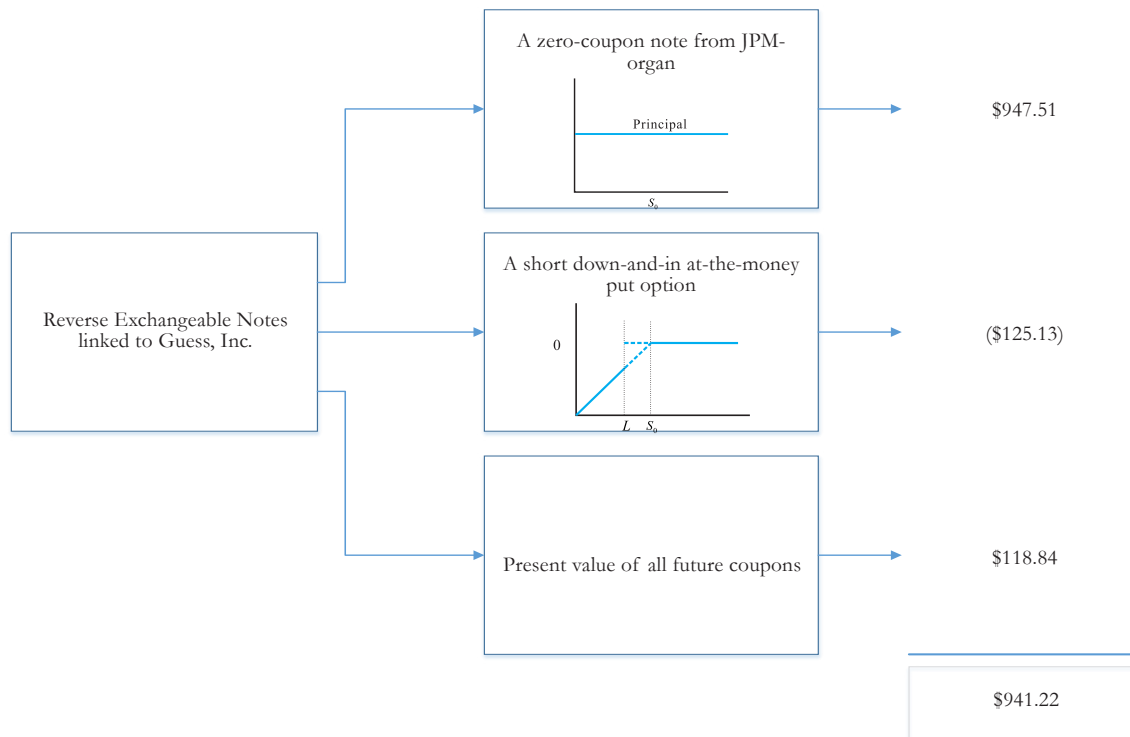 A zero-coupon note from JPM-
organ
Principal
S₀
$947.51
Reverse Exchangeable Notes
linked to Guess, Inc.
A short down-and-in at-the-money
put option
0
L S₀
($125.13)
Present value of all future coupons
$118.84
$941.22